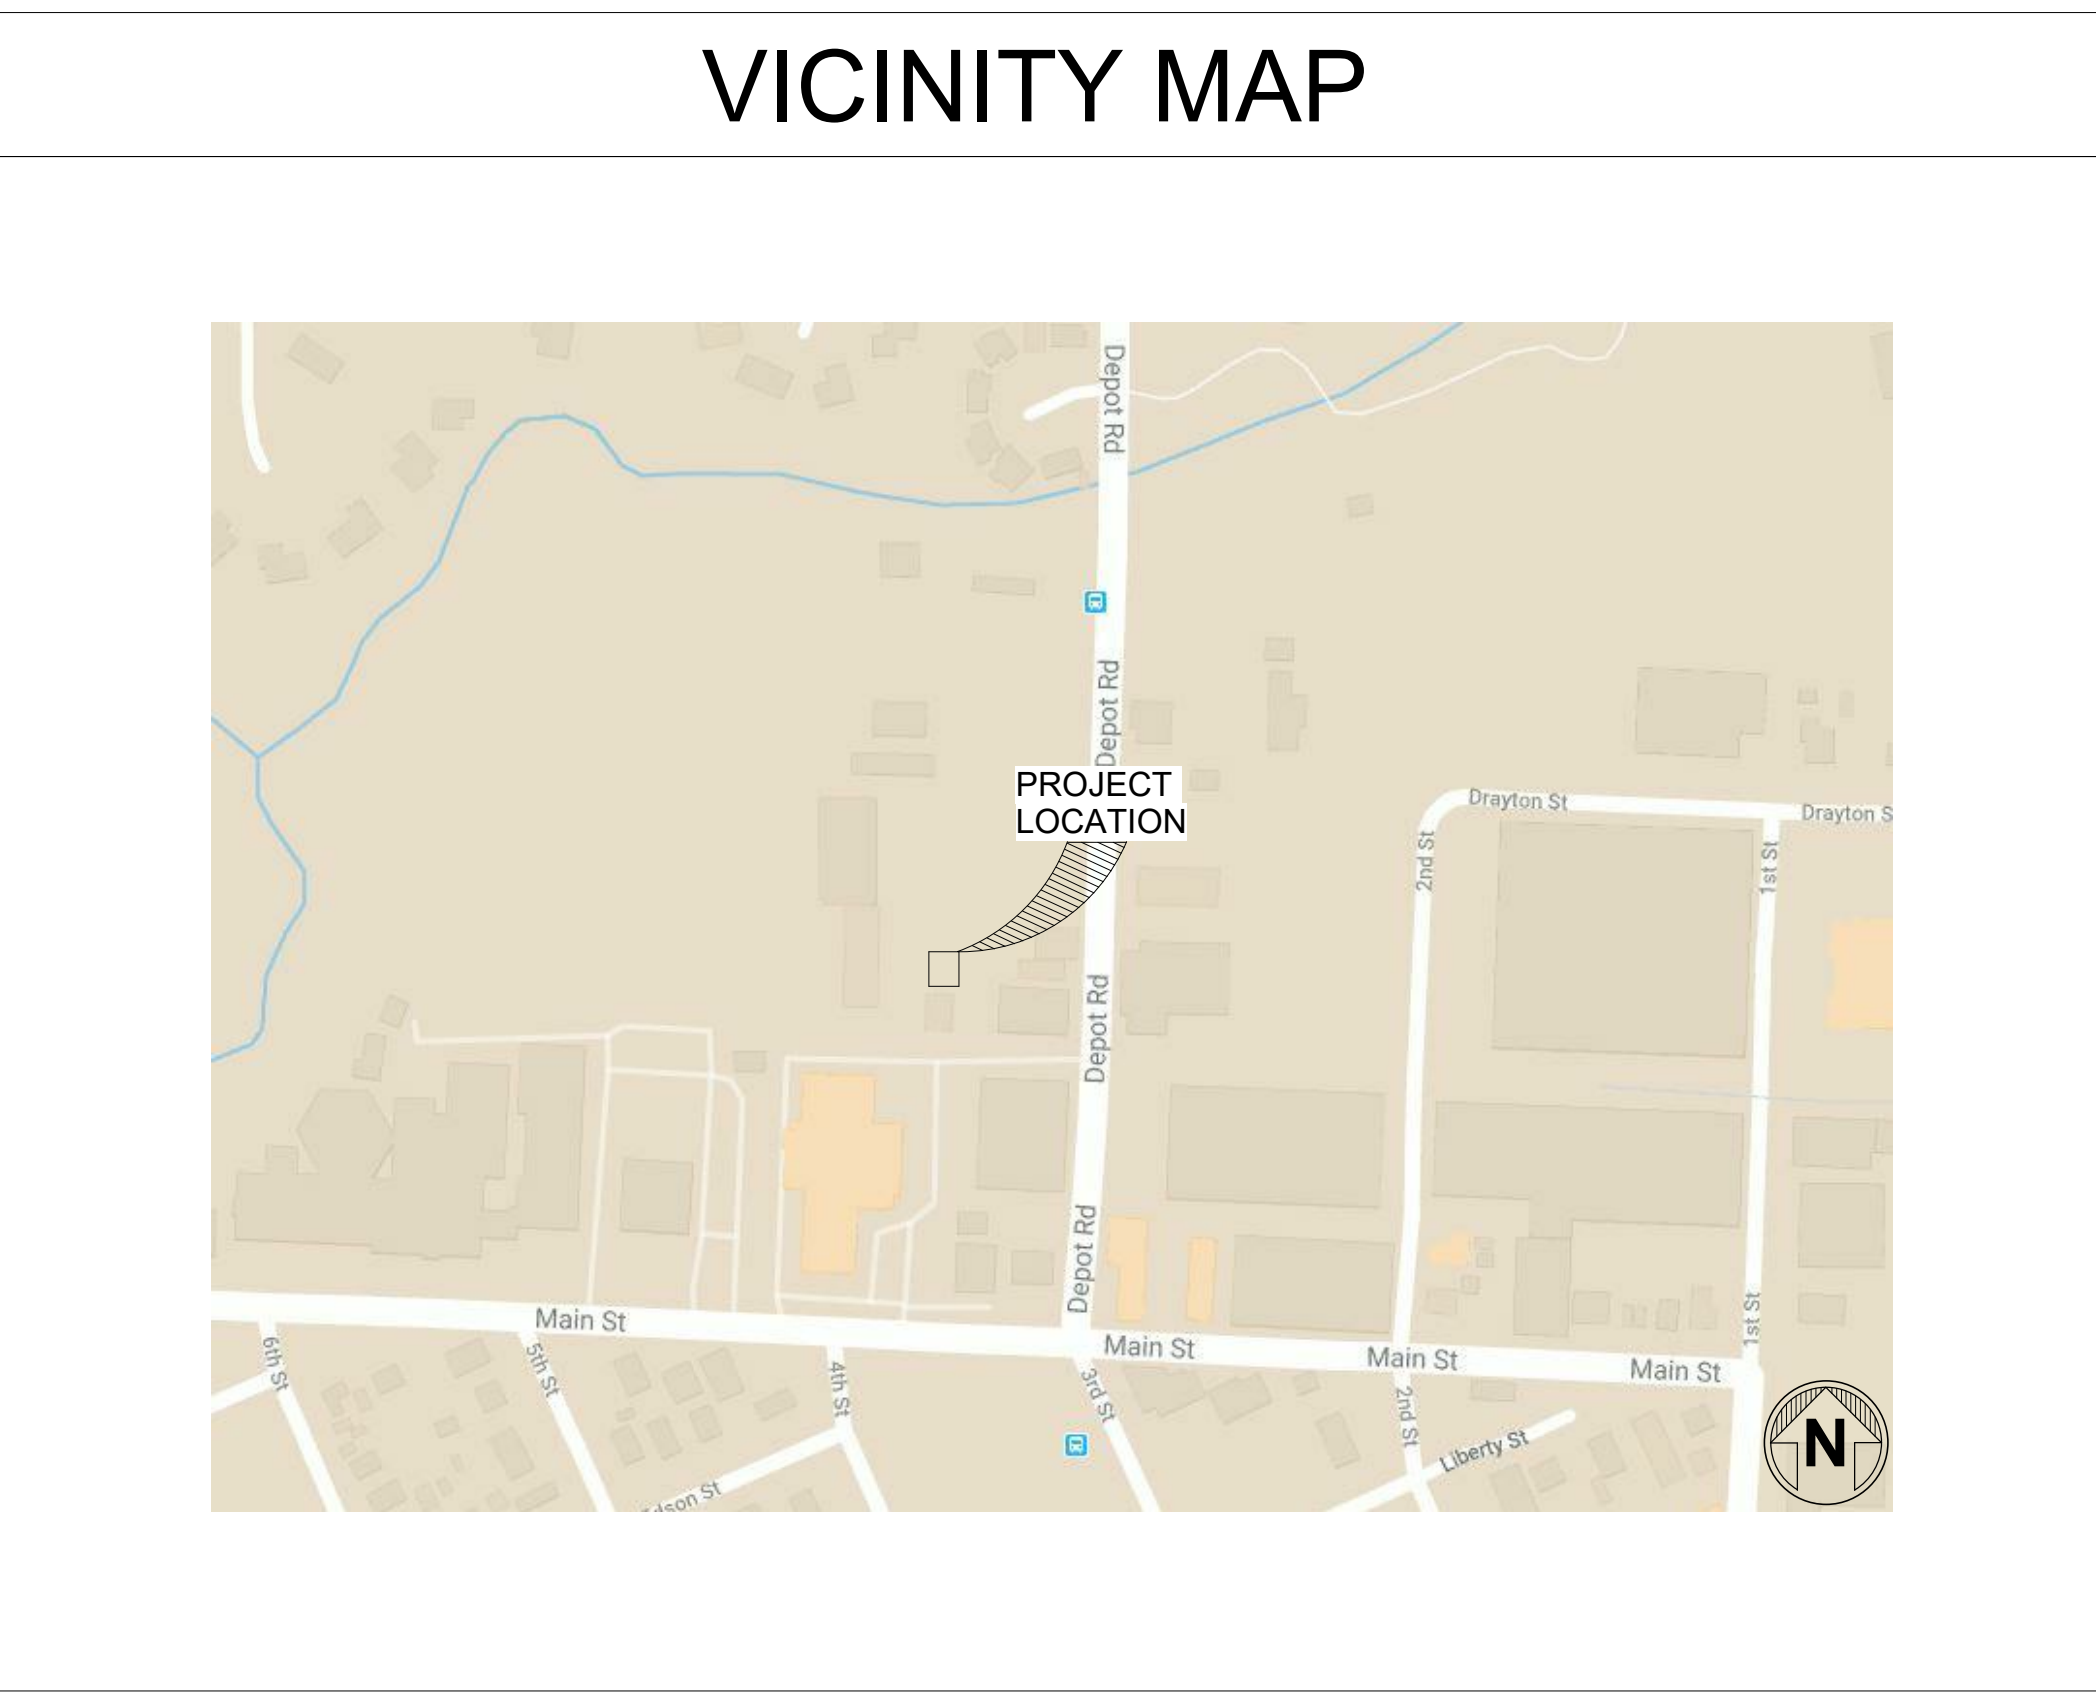 VICINITY MAP
Depot Rd
Depot Rd
PROJECT
LOCATION
Drayton St
Drayton S
2nd St
1st St
Depot Rd
Depot Rd
1st St
Main St
Main St
Main St
Main St
6th St
5th St
4th St
3rd St
2nd St
Liberty St
N
dson St